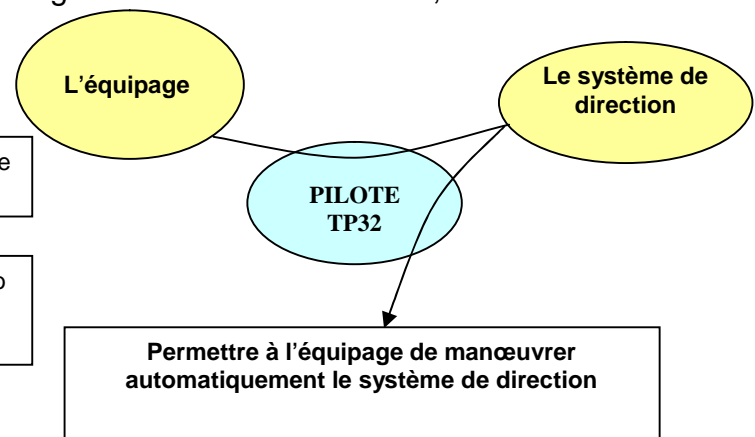 L'équipage
Le système de
direction
e
PILOTE
TP32
Permettre à l'équipage de manœuvrer
automatiquement le système de direction